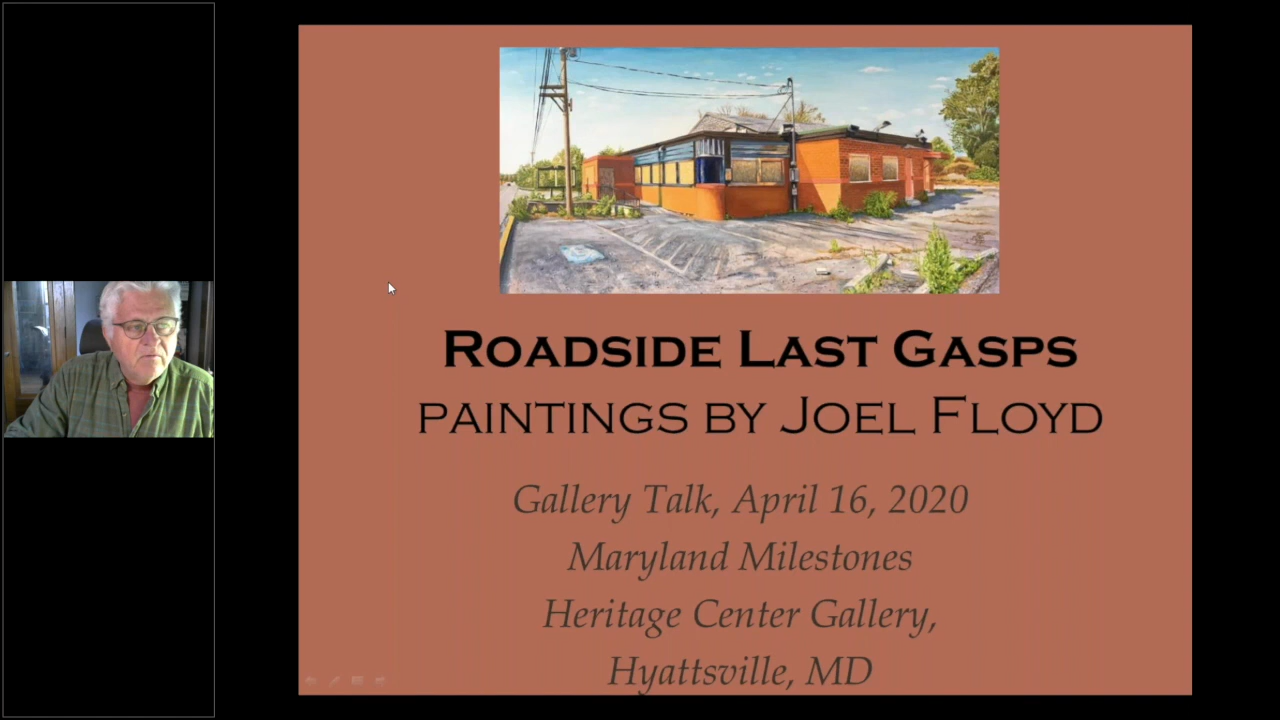 Roadside Last Gasps
paintings by Joel Floyd
Gallery Talk, April 16, 2020
Maryland Milestones
Heritage Center Gallery,
Hyattsville, MD